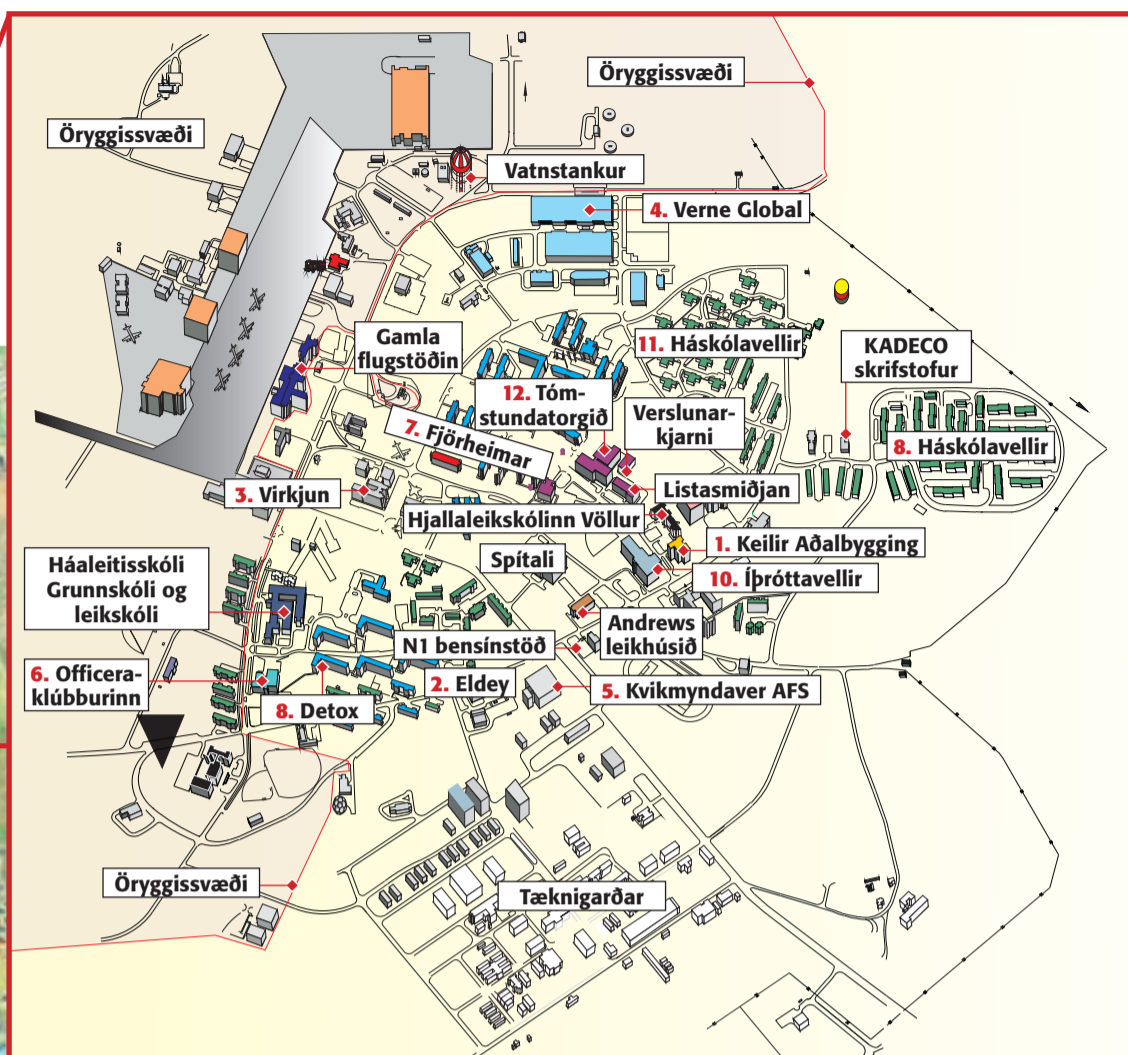 Öryggissvæði
Öryggissvæði
Vatnstankur
4. Verne Global
Gamla
flugstöðin
11. Háskólavellir
KADECO
skrifstofur
12. Tóm-
stundatorgið
Verslunar-
kjarni
7. Fjörheimar
8. Háskólavellir
3. Virkjun
Listasmiðjan
Hjallaleikskólinn Völlur
1. Keilir Aðalbygging
Spítali
10. Íþróttavellir
Háaleitisskóli
Grunnskóli og
leikskóli
Andrews
leikhúsið
N1 bensínstöð
6. Officera-
klúbburinn
2. Eldey
5. Kvikmyndaver AFS
8. Detox
Öryggissvæði
Tæknigarðar